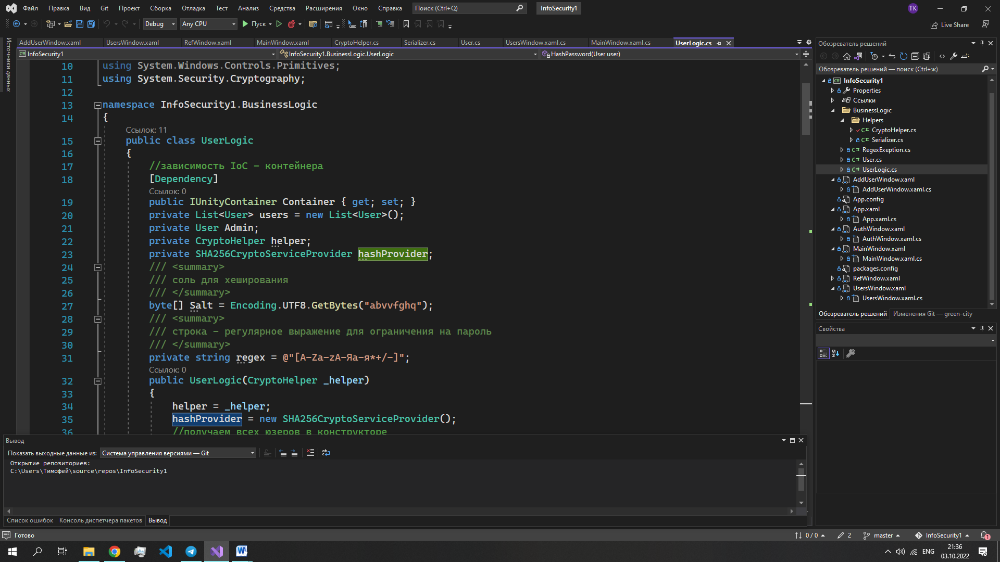 Файл Правка Вид Git Проект Сборка Отладка Тест Анализ Средства Расширения Окно Справка Поиск (Ctrl+Q) InfoSecurity1 TK
Debug Any CPU Пуск Live Share
Источники данных
AddUserWindow.xaml UsersWindow.xaml RefWindow.xaml MainWindow.xaml CryptoHelper.cs Serializer.cs User.cs UsersWindow.xaml.cs MainWindow.xaml.cs UserLogic.cs
InfoSecurity1 InfoSecurity1.BusinessLogic.UserLogic HashPassword(User user)
10 using System.Windows.Controls.Primitives;
11 using System.Security.Cryptography;
12
13 namespace InfoSecurity1.BusinessLogic
14 {
Ссылок: 11
15 public class UserLogic
16 {
17 //зависимость IoC - контейнера
18 [Dependency]
Ссылок: 0
19 public IUnityContainer Container { get; set; }
20 private List<User> users = new List<User>();
21 private User Admin;
22 private CryptoHelper helper;
23 private SHA256CryptoServiceProvider hashProvider;
24 /// <summary>
25 /// соль для хеширования
26 /// </summary>
27 byte[] Salt = Encoding.UTF8.GetBytes("abvvfghq");
28 /// <summary>
29 /// строка - регулярное выражение для ограничения на пароль
30 /// </summary>
31 private string regex = @"[A-Za-zА-Яа-я*+/-]";
Ссылок: 0
32 public UserLogic(CryptoHelper _helper)
33 {
34 helper = _helper;
35 hashProvider = new SHA256CryptoServiceProvider();
36 //получаем всех юзеров в конструкторе
Обозреватель решений
Обозреватель решений — поиск (Ctrl+ж)
InfoSecurity1
Properties
Ссылки
BusinessLogic
Helpers
CryptoHelper.cs
Serializer.cs
RegexExeption.cs
User.cs
UserLogic.cs
AddUserWindow.xaml
AddUserWindow.xaml.cs
App.config
App.xaml
App.xaml.cs
AuthWindow.xaml
AuthWindow.xaml.cs
MainWindow.xaml
MainWindow.xaml.cs
packages.config
RefWindow.xaml
UsersWindow.xaml
UsersWindow.xaml.cs
Обозреватель решений Изменения Git — green-city
Свойства
Вывод
Показать выходные данные из: Система управления версиями — Git
Открытие репозиториев:
C:\Users\Тимофей\source\repos\InfoSecurity1
Список ошибок Консоль диспетчера пакетов Вывод
Готово 0 / 0 2 master InfoSecurity1 1
ENG 21:36
03.10.2022